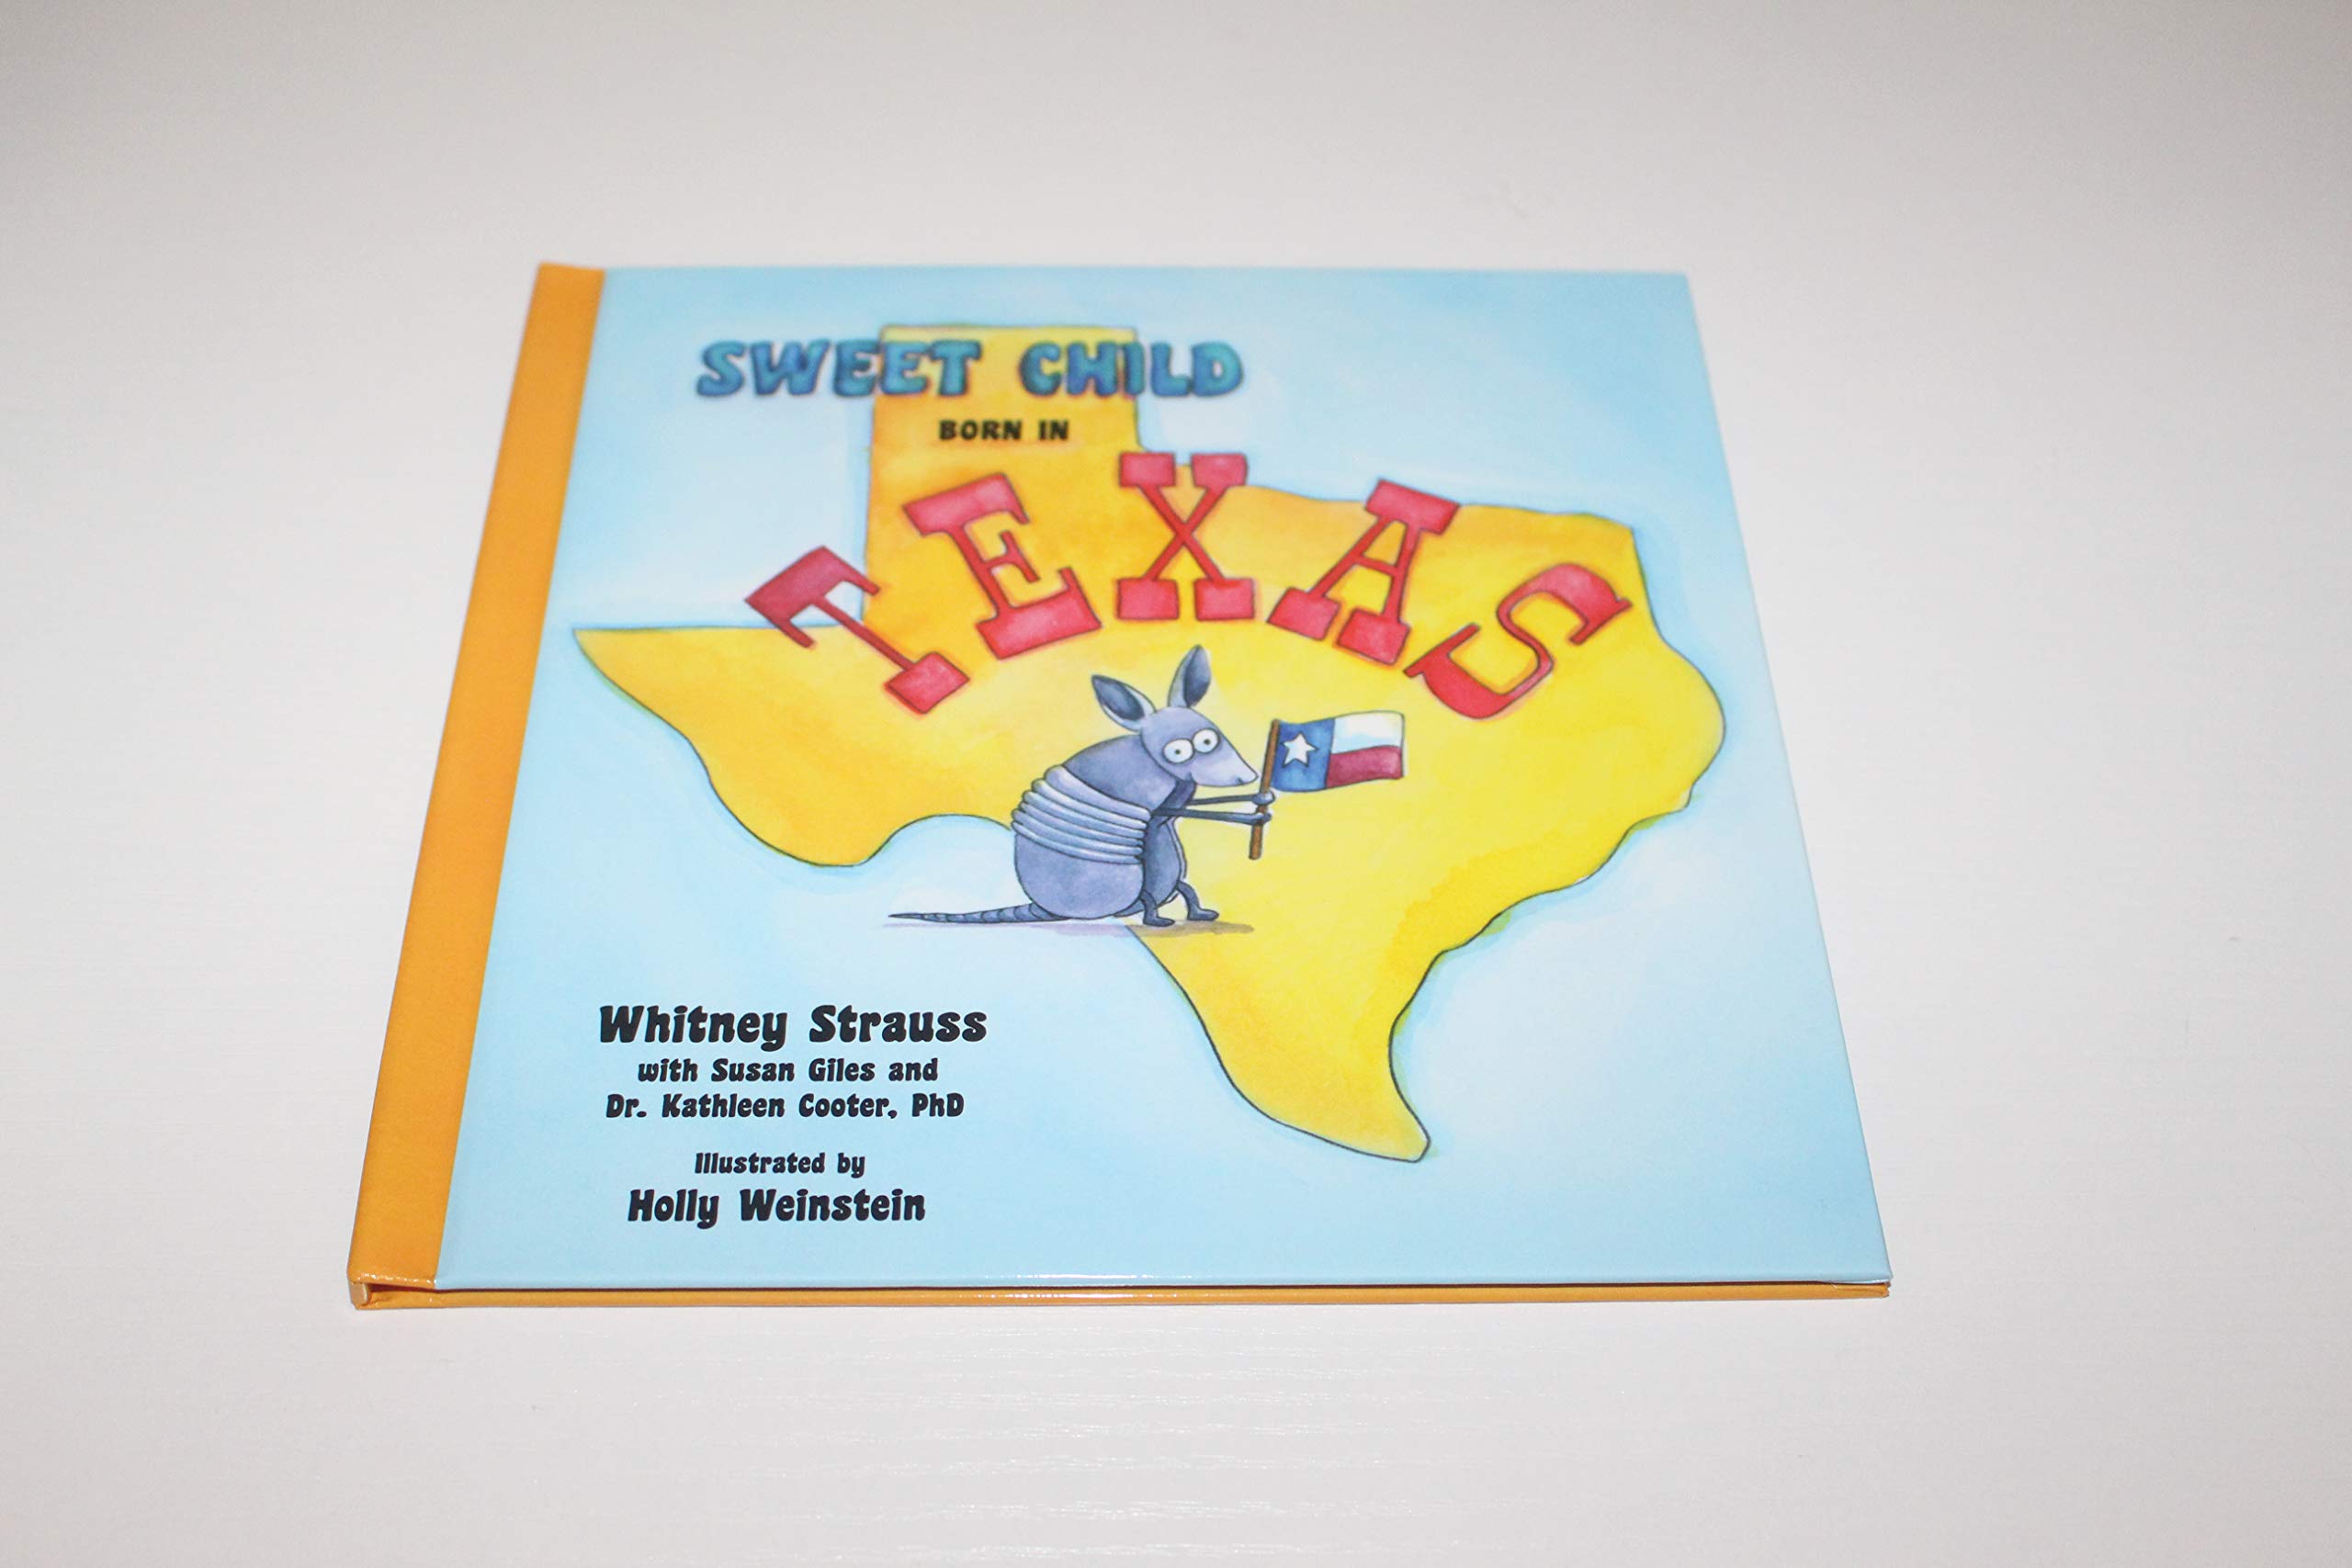 SWEET CHILD
BORN IN
TEXAS
Whitney Strauss
with Susan Giles and
Dr. Kathleen Cooter, PhD
Illustrated by
Holly Weinstein